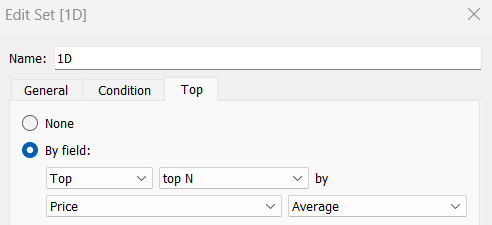 Edit Set [1D]
Name: 1D
General Condition Top
None
By field:
Top top N by
Price Average